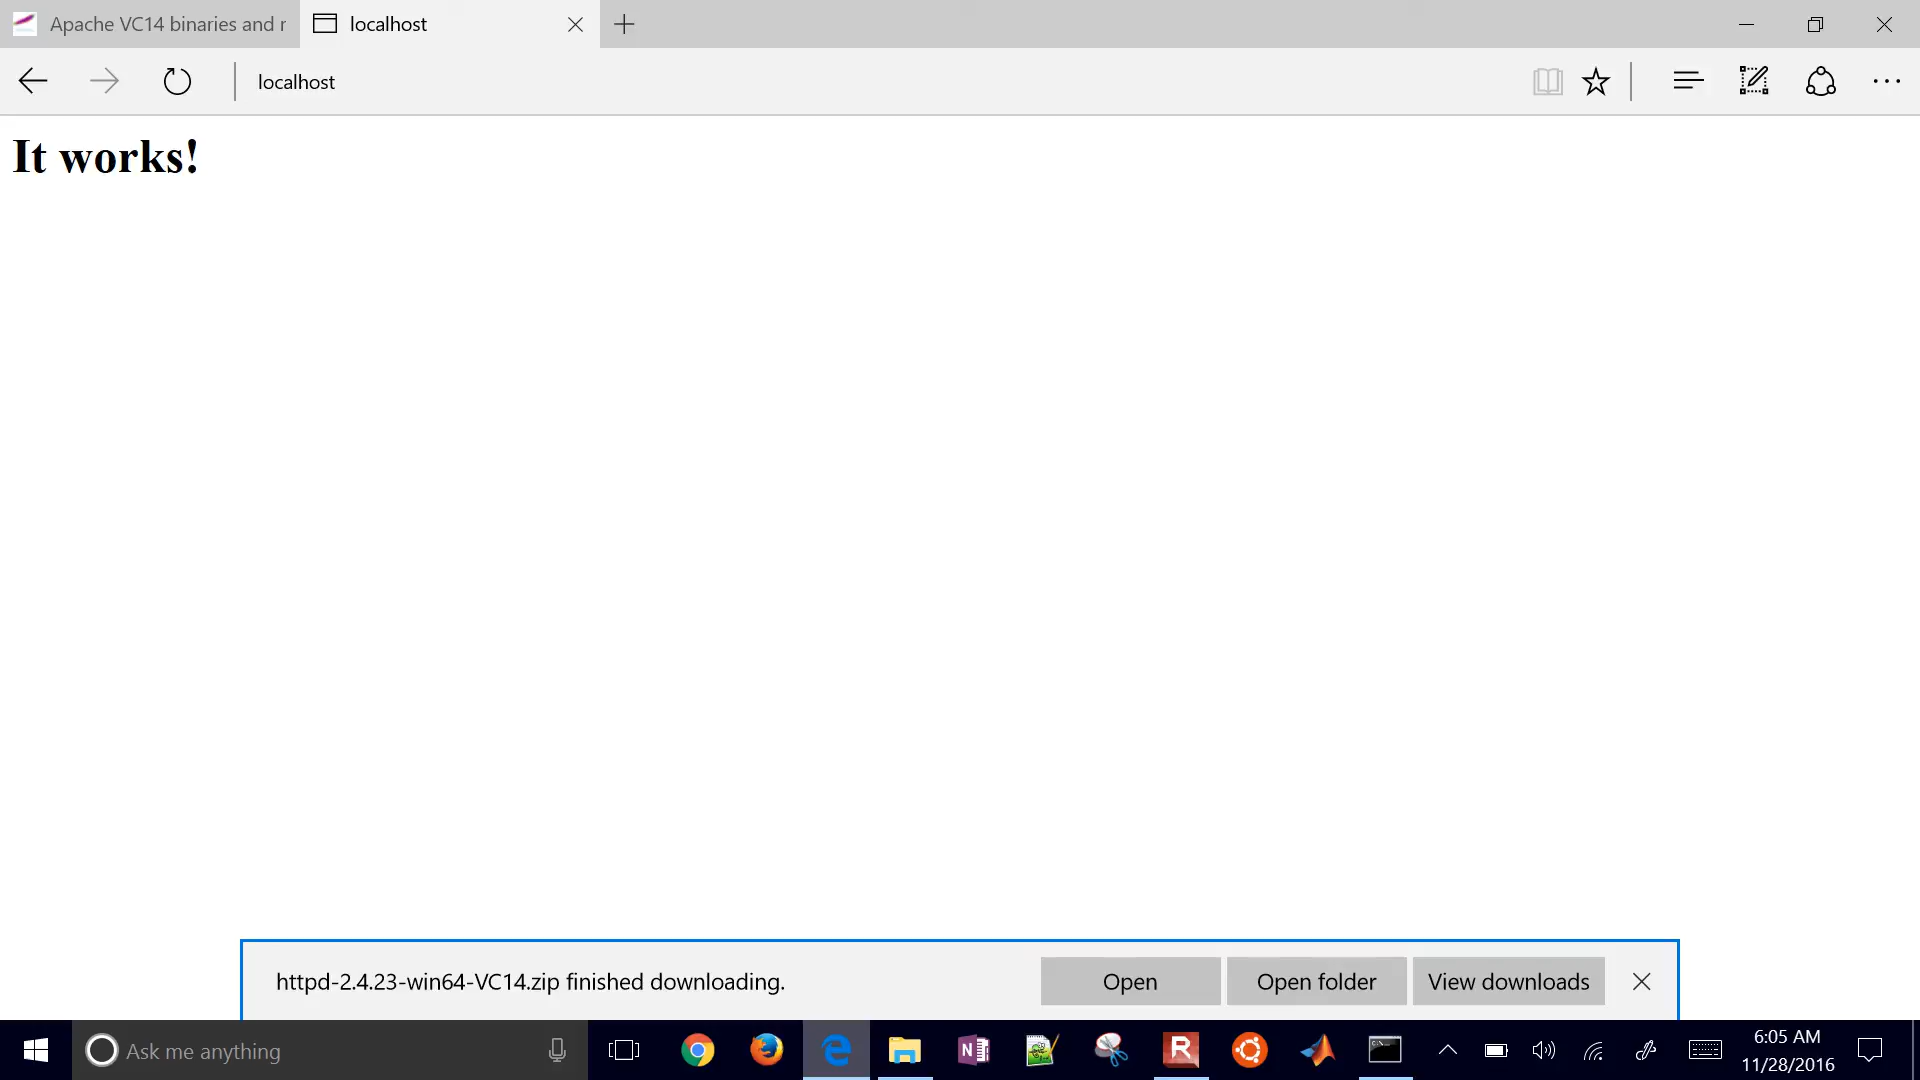 Apache VC14 binaries and r
localhost
localhost
It works!
httpd-2.4.23-win64-VC14.zip finished downloading.
Open
Open folder
View downloads
Ask me anything
N
R
6:05 AM
11/28/2016